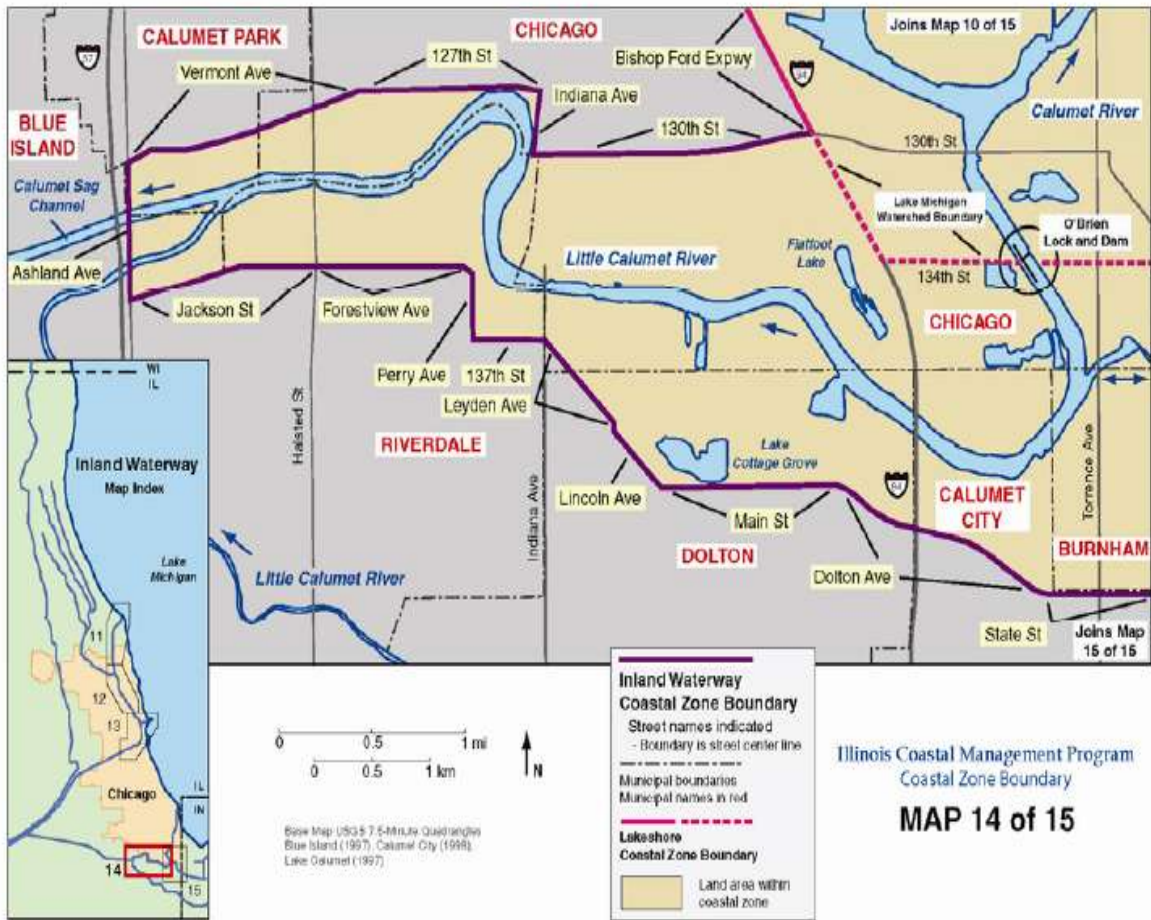 CALUMET PARK
CHICAGO
Joins Map 10 of 15
57
Vermont Ave
127th St
Bishop Ford Expwy
94
Indiana Ave
130th St
Calumet River
BLUE
ISLAND
130th St
Calumet Sag
Channel
Lake Michigan
Watershed Boundary
O'Brien
Lock and Dam
Flatfoot
Lake
Ashland Ave
Little Calumet River
134th St
Jackson St
Forestview Ave
CHICAGO
Perry Ave
137th St
Leyden Ave
WI
IL
Halsted St
RIVERDALE
Lake
Cottage Grove
94
Torrence Ave
Inland Waterway
Map Index
Indiana Ave
Lincoln Ave
Main St
CALUMET
CITY
DOLTON
BURNHAM
Lake
Michigan
Little Calumet River
Dolton Ave
State St
Joins Map
15 of 15
11
12
13
Chicago
IL
IN
14
15
0 0.5 1 mi
0 0.5 1 km
N
Base Map USGS 7.5-Minute Quadrangles
Blue Island (1997), Calumet City (1998),
Lake Calumet (1997)
Inland Waterway
Coastal Zone Boundary
Street names indicated
- Boundary is street center line
Municipal boundaries
Municipal names in red
Lakeshore
Coastal Zone Boundary
Land area within
coastal zone
Illinois Coastal Management Program
Coastal Zone Boundary
MAP 14 of 15